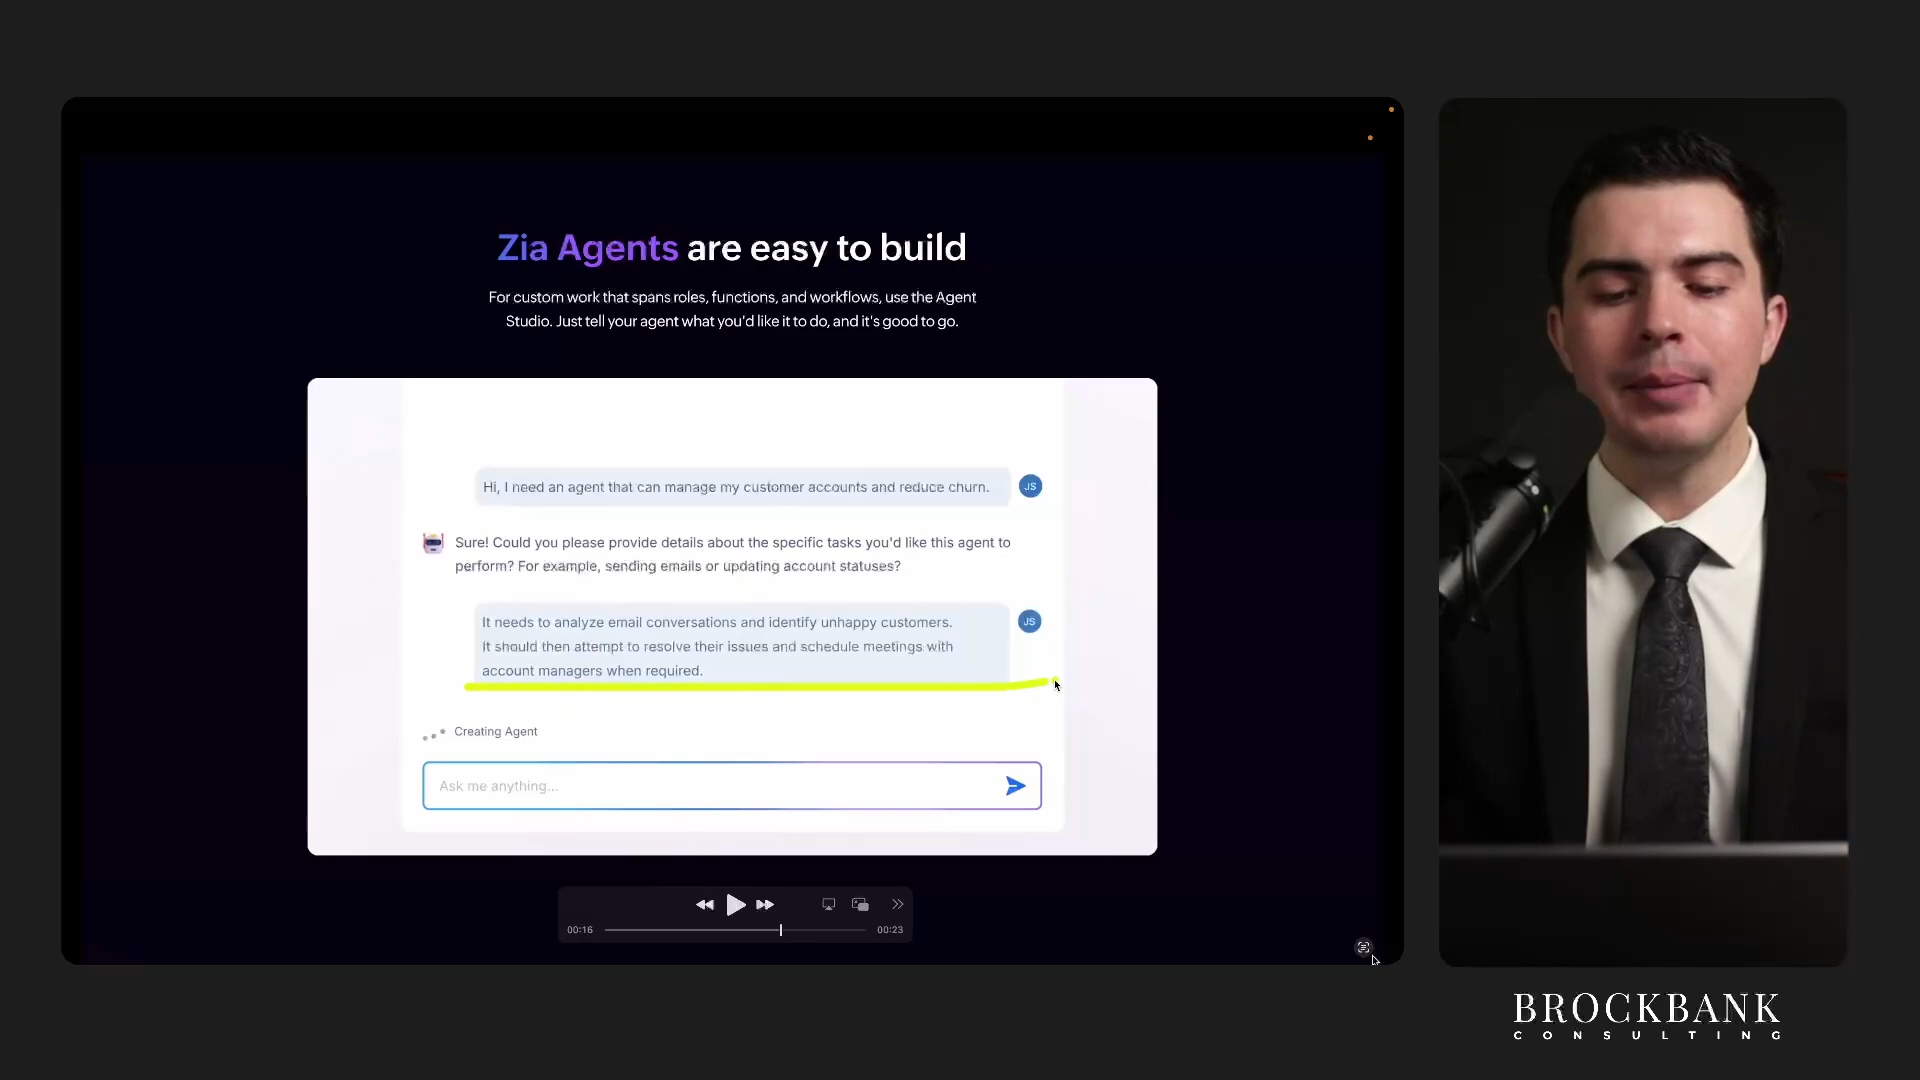 Zia Agents are easy to build
For custom work that spans roles, functions, and workflows, use the Agent
Studio. Just tell your agent what you'd like it to do, and it's good to go.
Hi, I need an agent that can manage my customer accounts and reduce churn.
JS
Sure! Could you please provide details about the specific tasks you'd like this agent to
perform? For example, sending emails or updating account statuses?
It needs to analyze email conversations and identify unhappy customers.
JS
It should then attempt to resolve their issues and schedule meetings with
account managers when required.
Creating Agent
Ask me anything...
00:16
00:23
BROCKBANK
CONSULTING